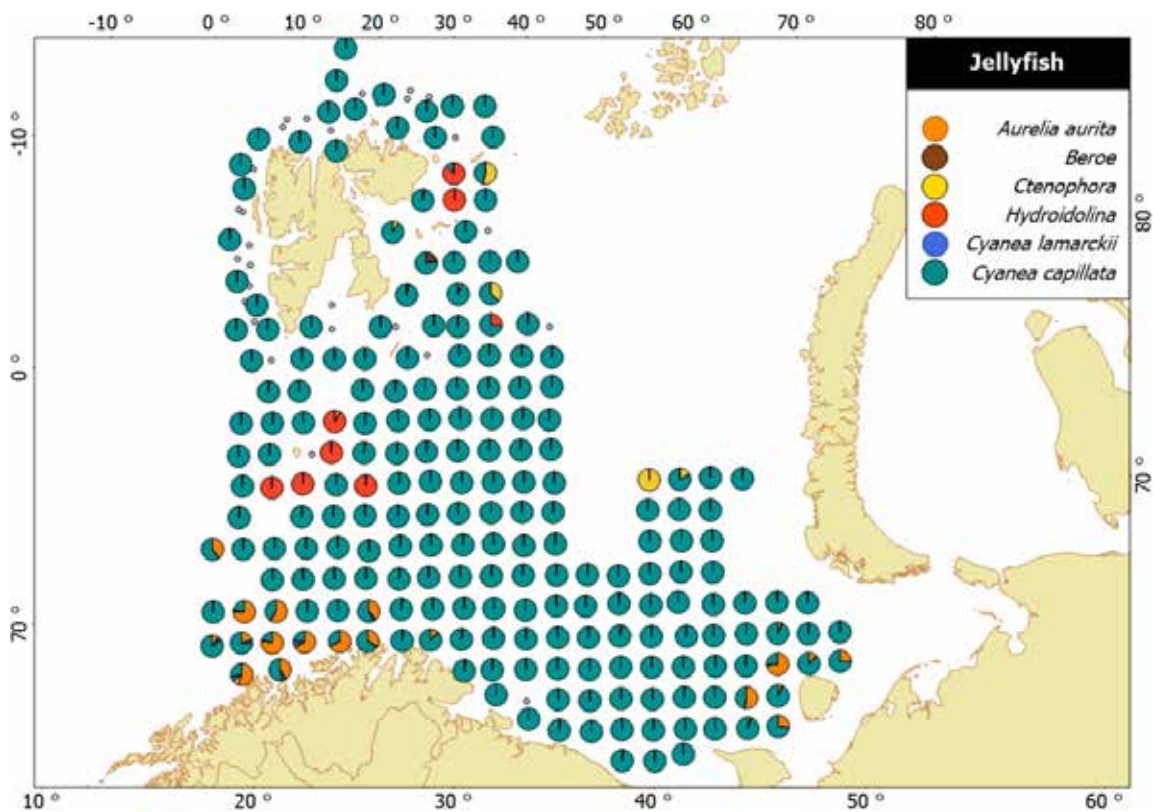 -10 ° 0 ° 10 ° 20 ° 30 ° 40 ° 50 ° 60 ° 70 ° 80 °
Jellyfish
Aurelia aurita
Beroe
Ctenophora
Hydroidolina
Cyanea lamarckii
Cyanea capillata
-10 °
0 °
70 °
80 °
70 °
10 ° 20 ° 30 ° 40 ° 50 ° 60 °